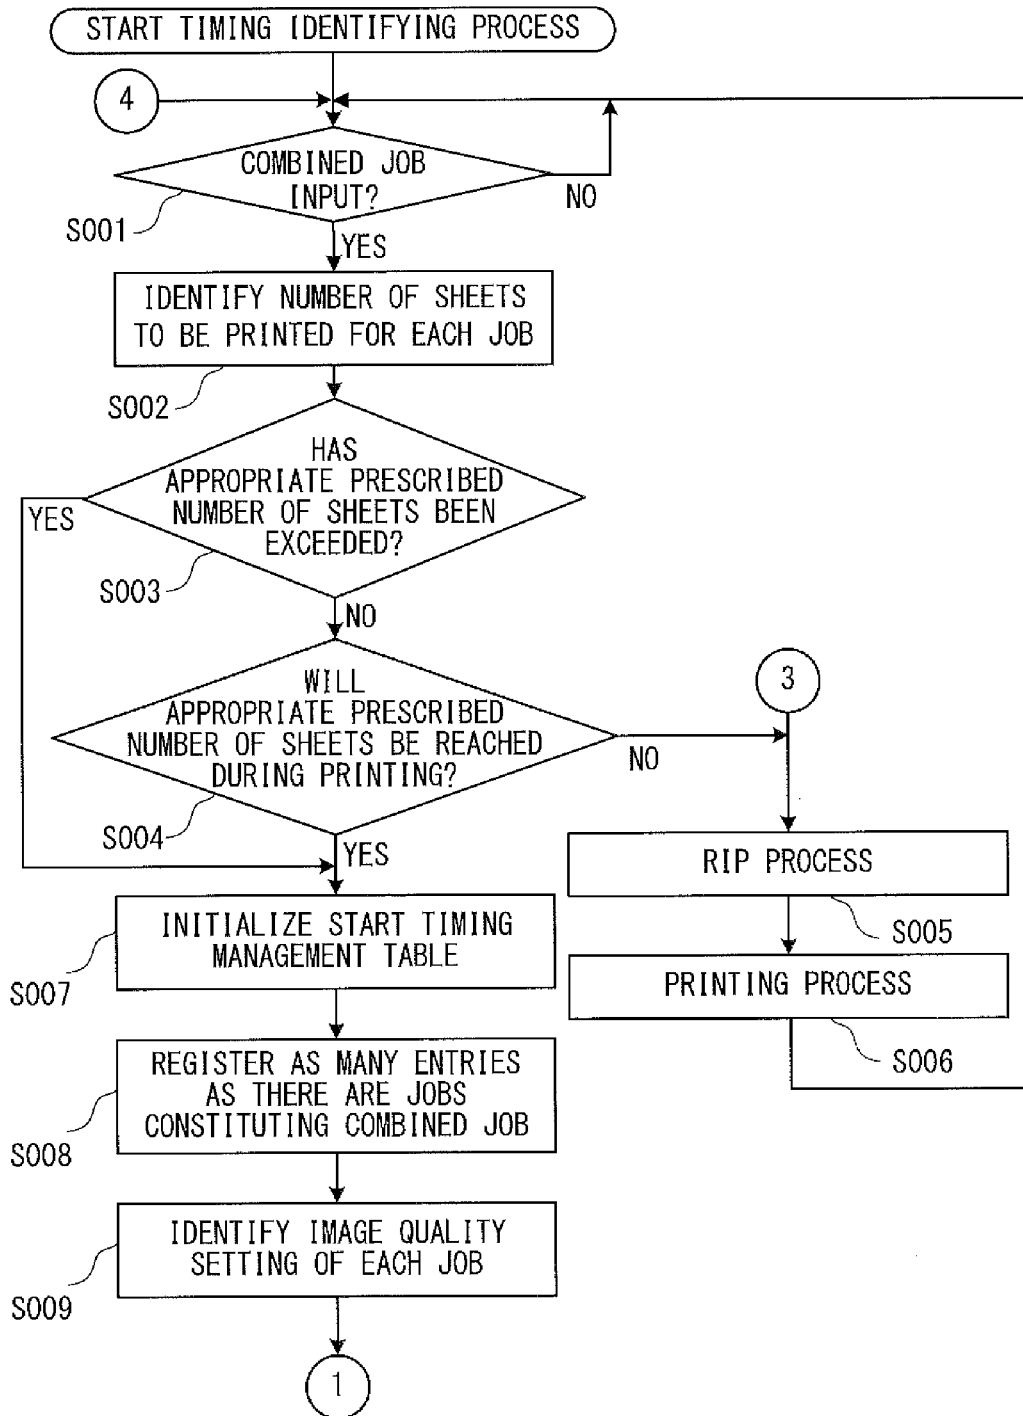 START TIMING IDENTIFYING PROCESS
4
COMBINED JOB
INPUT?
NO
S001
YES
IDENTIFY NUMBER OF SHEETS
TO BE PRINTED FOR EACH JOB
S002
HAS
APPROPRIATE PRESCRIBED
NUMBER OF SHEETS BEEN
EXCEEDED?
YES
S003
NO
WILL
APPROPRIATE PRESCRIBED
NUMBER OF SHEETS BE REACHED
DURING PRINTING?
NO
S004
YES
3
RIP PROCESS
S005
PRINTING PROCESS
S006
INITIALIZE START TIMING
MANAGEMENT TABLE
S007
REGISTER AS MANY ENTRIES
AS THERE ARE JOBS
CONSTITUTING COMBINED JOB
S008
IDENTIFY IMAGE QUALITY
SETTING OF EACH JOB
S009
1